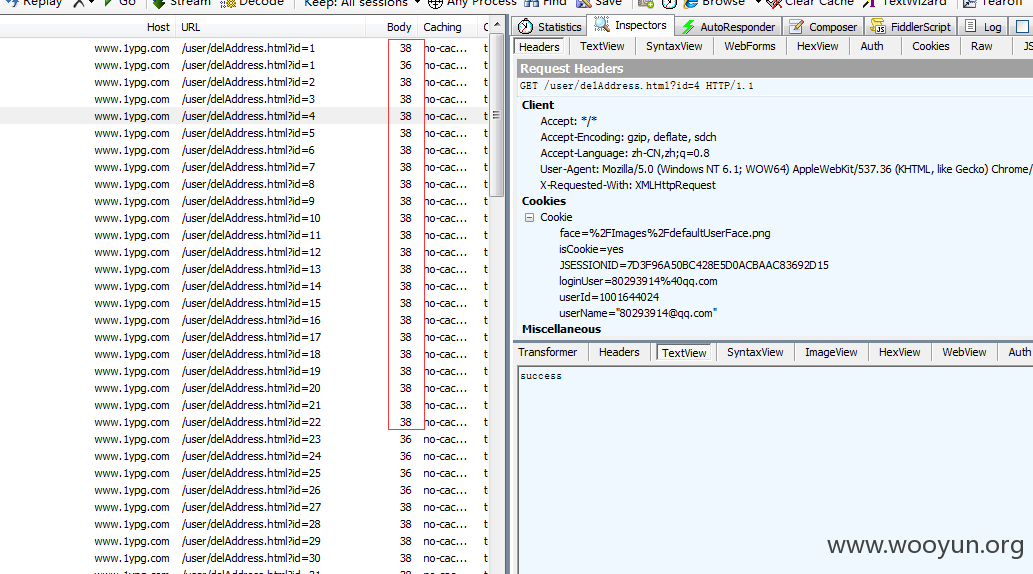 Replay X Go Stream Decode Keep: All sessions Any Process Find Save Browse Clear Cache TextWizard Tearoff
Host URL Body Caching C
www.1ypg.com /user/delAddress.html?id=1 38 no-cac... t
www.1ypg.com /user/delAddress.html?id=1 36 no-cac... t
www.1ypg.com /user/delAddress.html?id=2 38 no-cac... t
www.1ypg.com /user/delAddress.html?id=3 38 no-cac... t
www.1ypg.com /user/delAddress.html?id=4 38 no-cac... t
www.1ypg.com /user/delAddress.html?id=5 38 no-cac... t
www.1ypg.com /user/delAddress.html?id=6 38 no-cac... t
www.1ypg.com /user/delAddress.html?id=7 38 no-cac... t
www.1ypg.com /user/delAddress.html?id=8 38 no-cac... t
www.1ypg.com /user/delAddress.html?id=9 38 no-cac... t
www.1ypg.com /user/delAddress.html?id=10 38 no-cac... t
www.1ypg.com /user/delAddress.html?id=11 38 no-cac... t
www.1ypg.com /user/delAddress.html?id=12 38 no-cac... t
www.1ypg.com /user/delAddress.html?id=13 38 no-cac... t
www.1ypg.com /user/delAddress.html?id=14 38 no-cac... t
www.1ypg.com /user/delAddress.html?id=15 38 no-cac... t
www.1ypg.com /user/delAddress.html?id=16 38 no-cac... t
www.1ypg.com /user/delAddress.html?id=17 38 no-cac... t
www.1ypg.com /user/delAddress.html?id=18 38 no-cac... t
www.1ypg.com /user/delAddress.html?id=19 38 no-cac... t
www.1ypg.com /user/delAddress.html?id=20 38 no-cac... t
www.1ypg.com /user/delAddress.html?id=21 38 no-cac... t
www.1ypg.com /user/delAddress.html?id=22 38 no-cac... t
www.1ypg.com /user/delAddress.html?id=23 36 no-cac... t
www.1ypg.com /user/delAddress.html?id=24 36 no-cac... t
www.1ypg.com /user/delAddress.html?id=25 36 no-cac... t
www.1ypg.com /user/delAddress.html?id=26 36 no-cac... t
www.1ypg.com /user/delAddress.html?id=27 38 no-cac... t
www.1ypg.com /user/delAddress.html?id=28 38 no-cac... t
www.1ypg.com /user/delAddress.html?id=29 38 no-cac... t
www.1ypg.com /user/delAddress.html?id=30 38 no-cac... t
Statistics Inspectors AutoResponder Composer FiddlerScript Log
Headers TextView SyntaxView WebForms HexView Auth Cookies Raw JS
Request Headers
GET /user/delAddress.html?id=4 HTTP/1.1
Client
Accept: */*
Accept-Encoding: gzip, deflate, sdch
Accept-Language: zh-CN,zh;q=0.8
User-Agent: Mozilla/5.0 (Windows NT 6.1; WOW64) AppleWebKit/537.36 (KHTML, like Gecko) Chrome/
X-Requested-With: XMLHttpRequest
Cookies
Cookie
face=%2FImages%2FdefaultUserFace.png
isCookie=yes
JSESSIONID=7D3F96A50BC428E5D0ACBAAC83692D15
loginUser=80293914%40qq.com
userId=1001644024
userName="80293914@qq.com"
Miscellaneous
Transformer Headers TextView SyntaxView ImageView HexView WebView Auth
success
www.wooyun.org